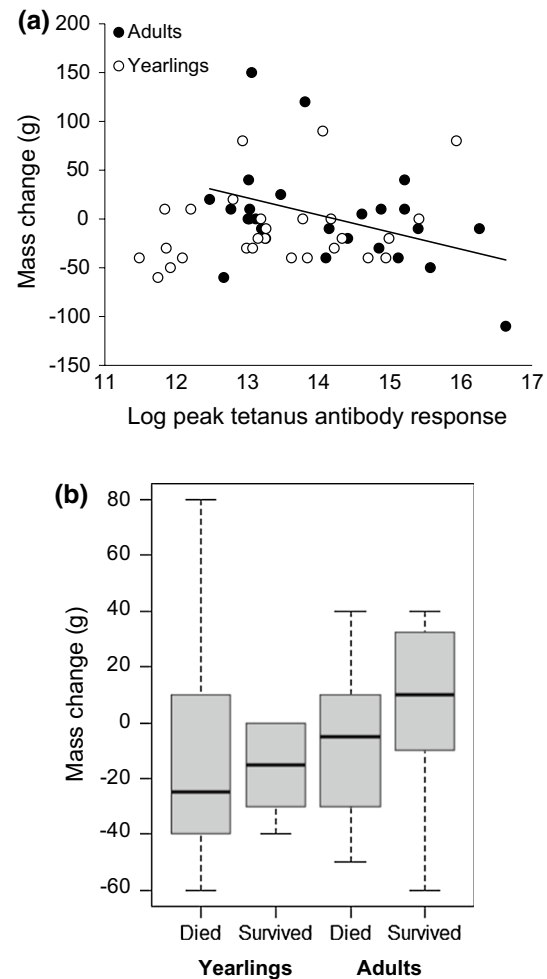 (a)
200
150
100
50
0
-50
-100
-150
Mass change (g)
Adults
Yearlings
11 12 13 14 15 16 17
Log peak tetanus antibody response
(b)
80
60
40
20
0
-20
-40
-60
Mass change (g)
Died Survived Died Survived
Yearlings Adults